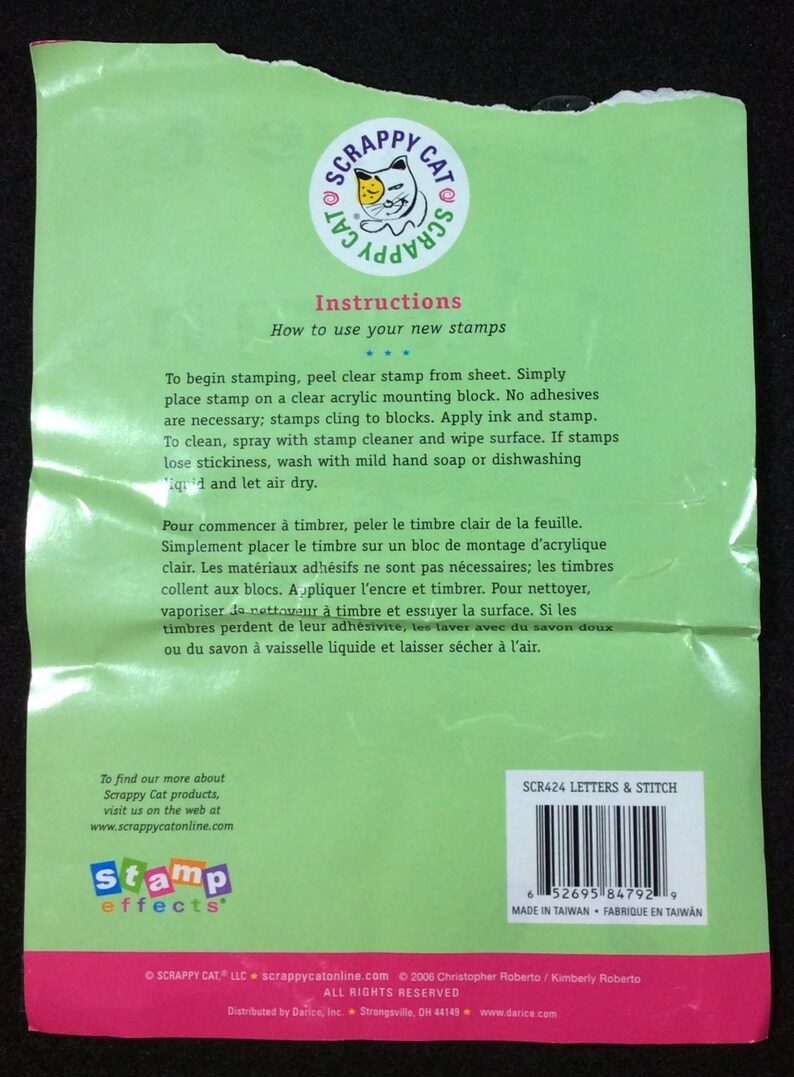 SCRAPPY CAT
SCRAPPY CAT
®
Instructions
How to use your new stamps
To begin stamping, peel clear stamp from sheet. Simply
place stamp on a clear acrylic mounting block. No adhesives
are necessary; stamps cling to blocks. Apply ink and stamp.
To clean, spray with stamp cleaner and wipe surface. If stamps
lose stickiness, wash with mild hand soap or dishwashing
liquid and let air dry.
Pour commencer à timbrer, peler le timbre clair de la feuille.
Simplement placer le timbre sur un bloc de montage d'acrylique
clair. Les matériaux adhésifs ne sont pas nécessaires; les timbres
collent aux blocs. Appliquer l'encre et timbrer. Pour nettoyer,
vaporiser de nettoyeur à timbre et essuyer la surface. Si les
timbres perdent de leur adhésivité, les laver avec du savon doux
ou du savon à vaisselle liquide et laisser sécher à l'air.
To find our more about
Scrappy Cat products,
visit us on the web at
www.scrappycatonline.com
stamp
effects®
SCR424 LETTERS & STITCH
6 52695 84792 9
MADE IN TAIWAN • FABRIQUE EN TAIWÄN
© SCRAPPY CAT,® LLC ★ scrappycatonline.com © 2006 Christopher Roberto / Kimberly Roberto
ALL RIGHTS RESERVED
Distributed by Darice, Inc. ★ Strongsville, OH 44149 ★ www.darice.com